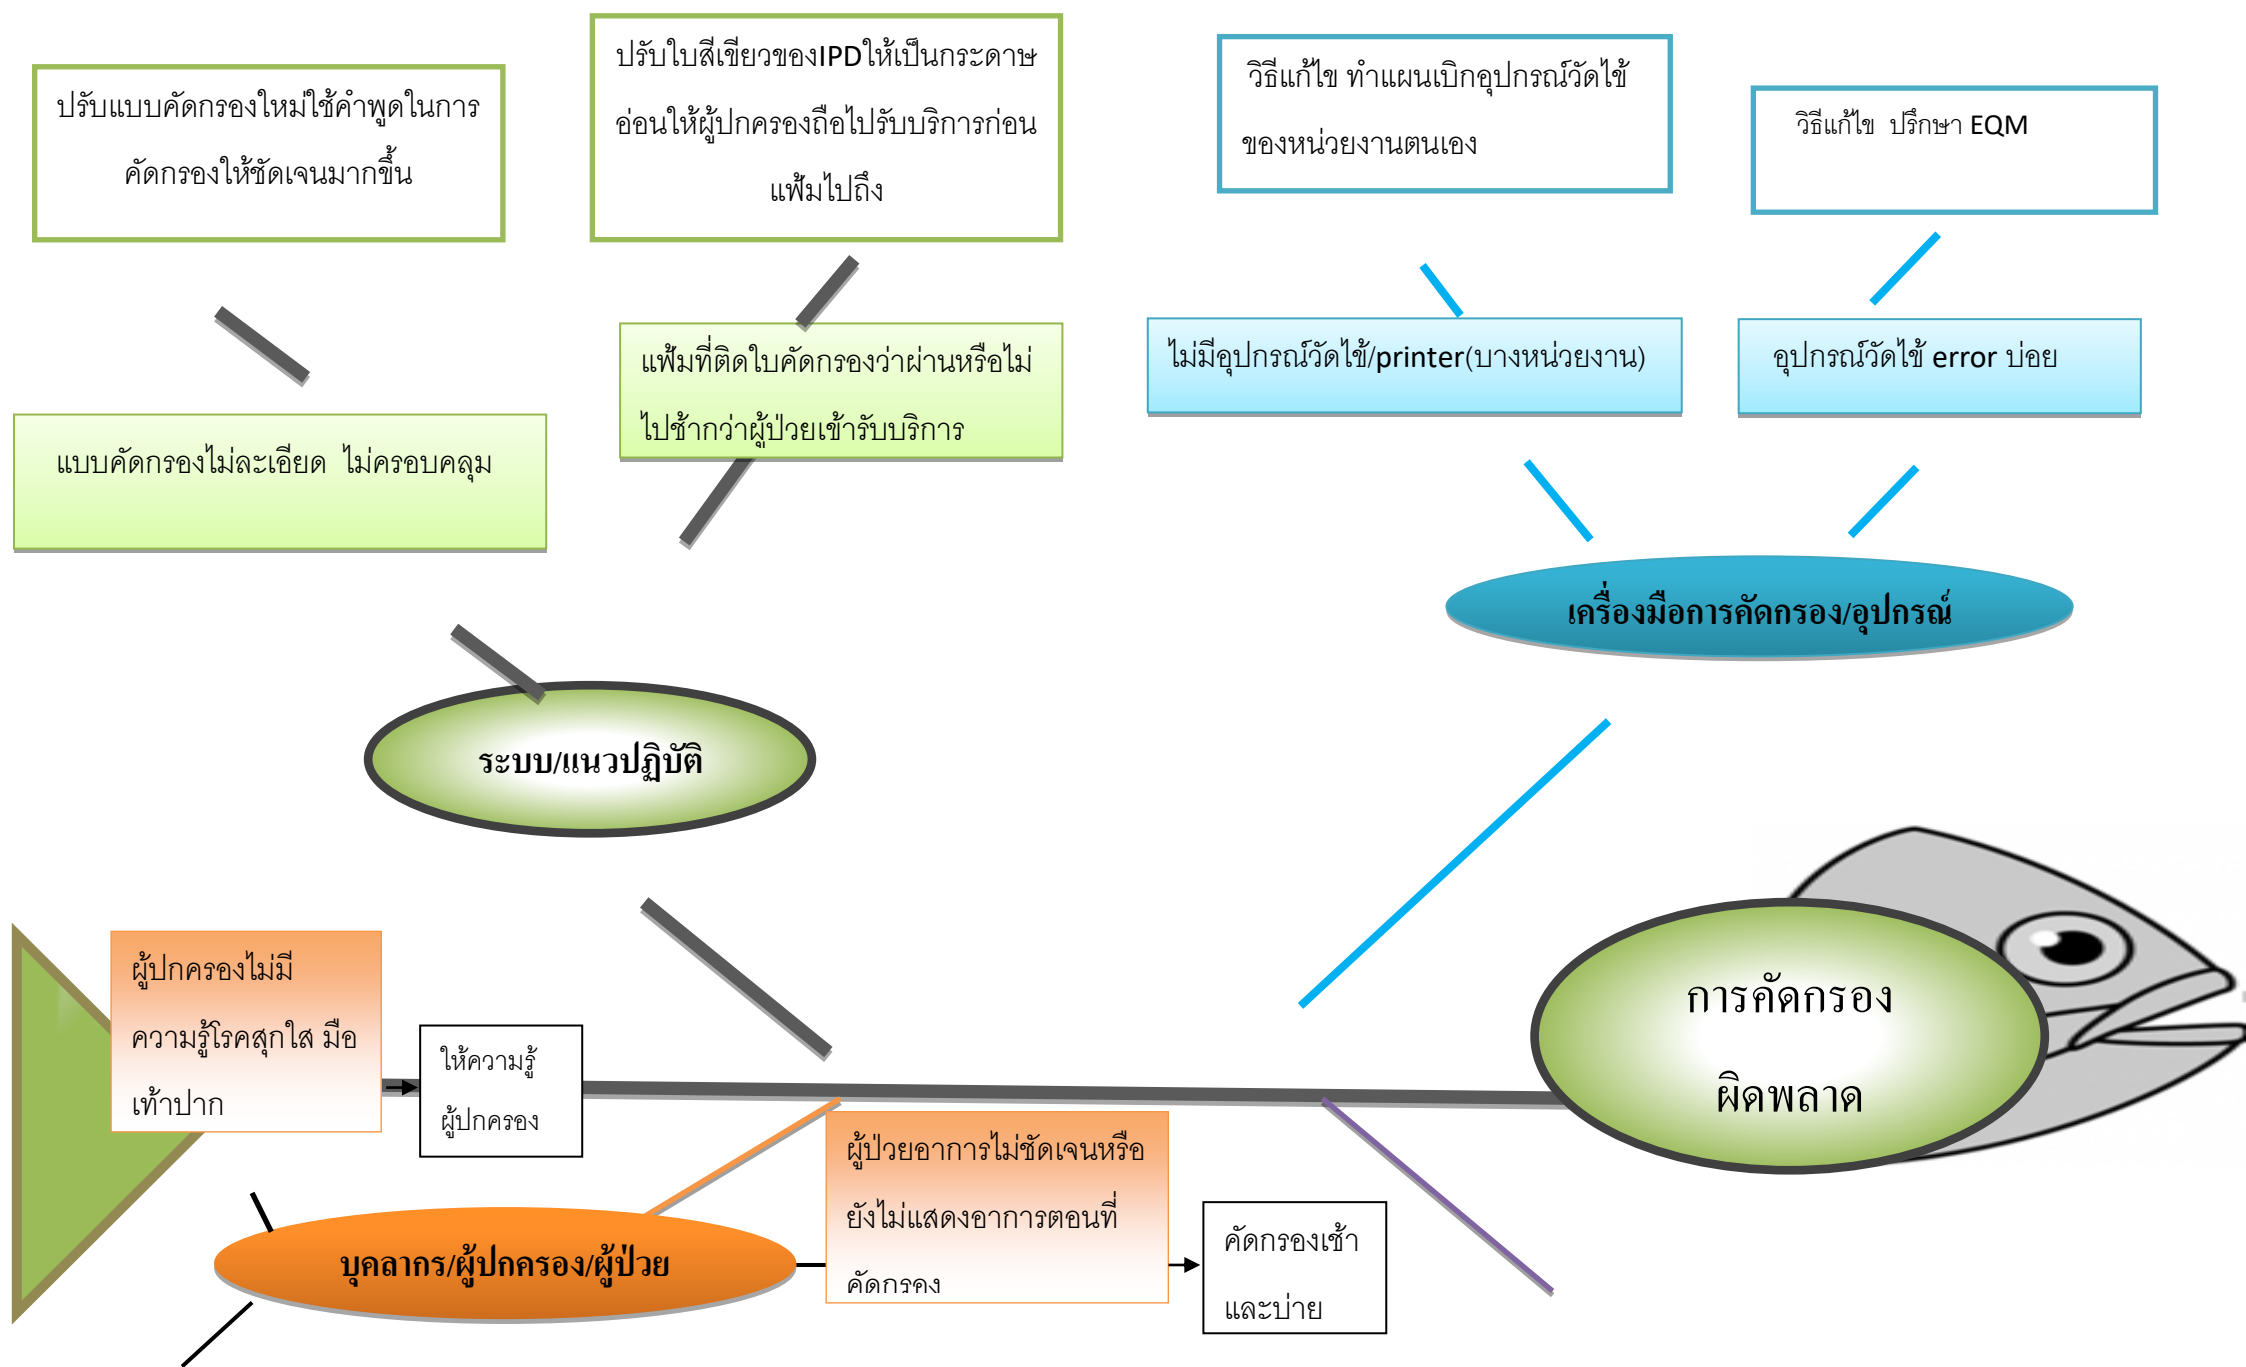 ปรับแบบคัดกรองใหม่ใช้คำพูดในการ
คัดกรองให้ชัดเจนมากขึ้น
ปรับใบสีเขียวของIPDให้เป็นกระดาษ
อ่อนให้ผู้ปกครองถือไปรับบริการก่อน
แฟ้มไปถึง
วิธีแก้ไข ทำแผนเบิกอุปกรณ์วัดไข้
ของหน่วยงานตนเอง
วิธีแก้ไข ปรึกษา EQM
แบบคัดกรองไม่ละเอียด ไม่ครอบคลุม
แฟ้มที่ติดใบคัดกรองว่าผ่านหรือไม่
ไปช้ากว่าผู้ป่วยเข้ารับบริการ
ไม่มีอุปกรณ์วัดไข้/printer(บางหน่วยงาน)
อุปกรณ์วัดไข้ error บ่อย
เครื่องมือการคัดกรอง/อุปกรณ์
ระบบ/แนวปฏิบัติ
ผู้ปกครองไม่มี
ความรู้โรคสุกใส มือ
เท้าปาก
ให้ความรู้
ผู้ปกครอง
การคัดกรอง
ผิดพลาด
บุคลากร/ผู้ปกครอง/ผู้ป่วย
ผู้ป่วยอาการไม่ชัดเจนหรือ
ยังไม่แสดงอาการตอนที่
คัดกรอง
คัดกรองเช้า
และบ่าย